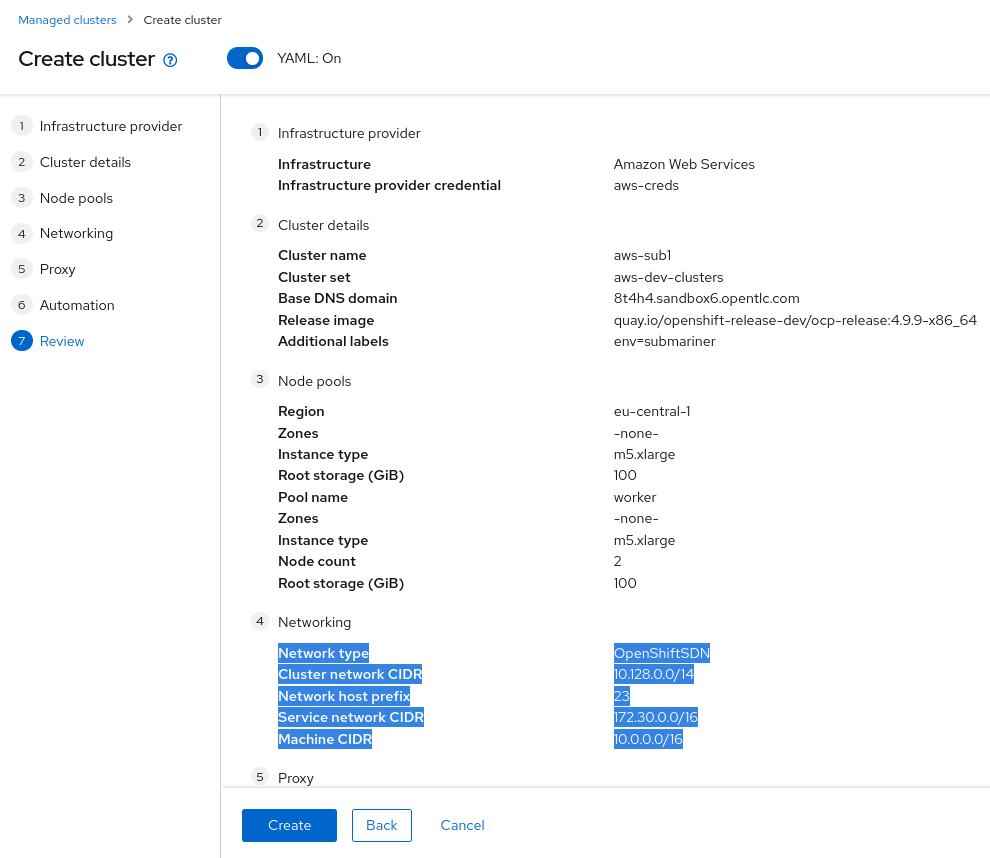 Managed clusters > Create cluster
Create cluster ? YAML: On
1 Infrastructure provider
2 Cluster details
3 Node pools
4 Networking
5 Proxy
6 Automation
7 Review
1 Infrastructure provider
Infrastructure Amazon Web Services
Infrastructure provider credential aws-creds
2 Cluster details
Cluster name aws-sub1
Cluster set aws-dev-clusters
Base DNS domain 8t4h4.sandbox6.opentlc.com
Release image quay.io/openshift-release-dev/ocp-release:4.9.9-x86_64
Additional labels env=submariner
3 Node pools
Region eu-central-1
Zones -none-
Instance type m5.xlarge
Root storage (GiB) 100
Pool name worker
Zones -none-
Instance type m5.xlarge
Node count 2
Root storage (GiB) 100
4 Networking
Network type OpenShiftSDN
Cluster network CIDR 10.128.0.0/14
Network host prefix 23
Service network CIDR 172.30.0.0/16
Machine CIDR 10.0.0.0/16
5 Proxy
Create Back Cancel